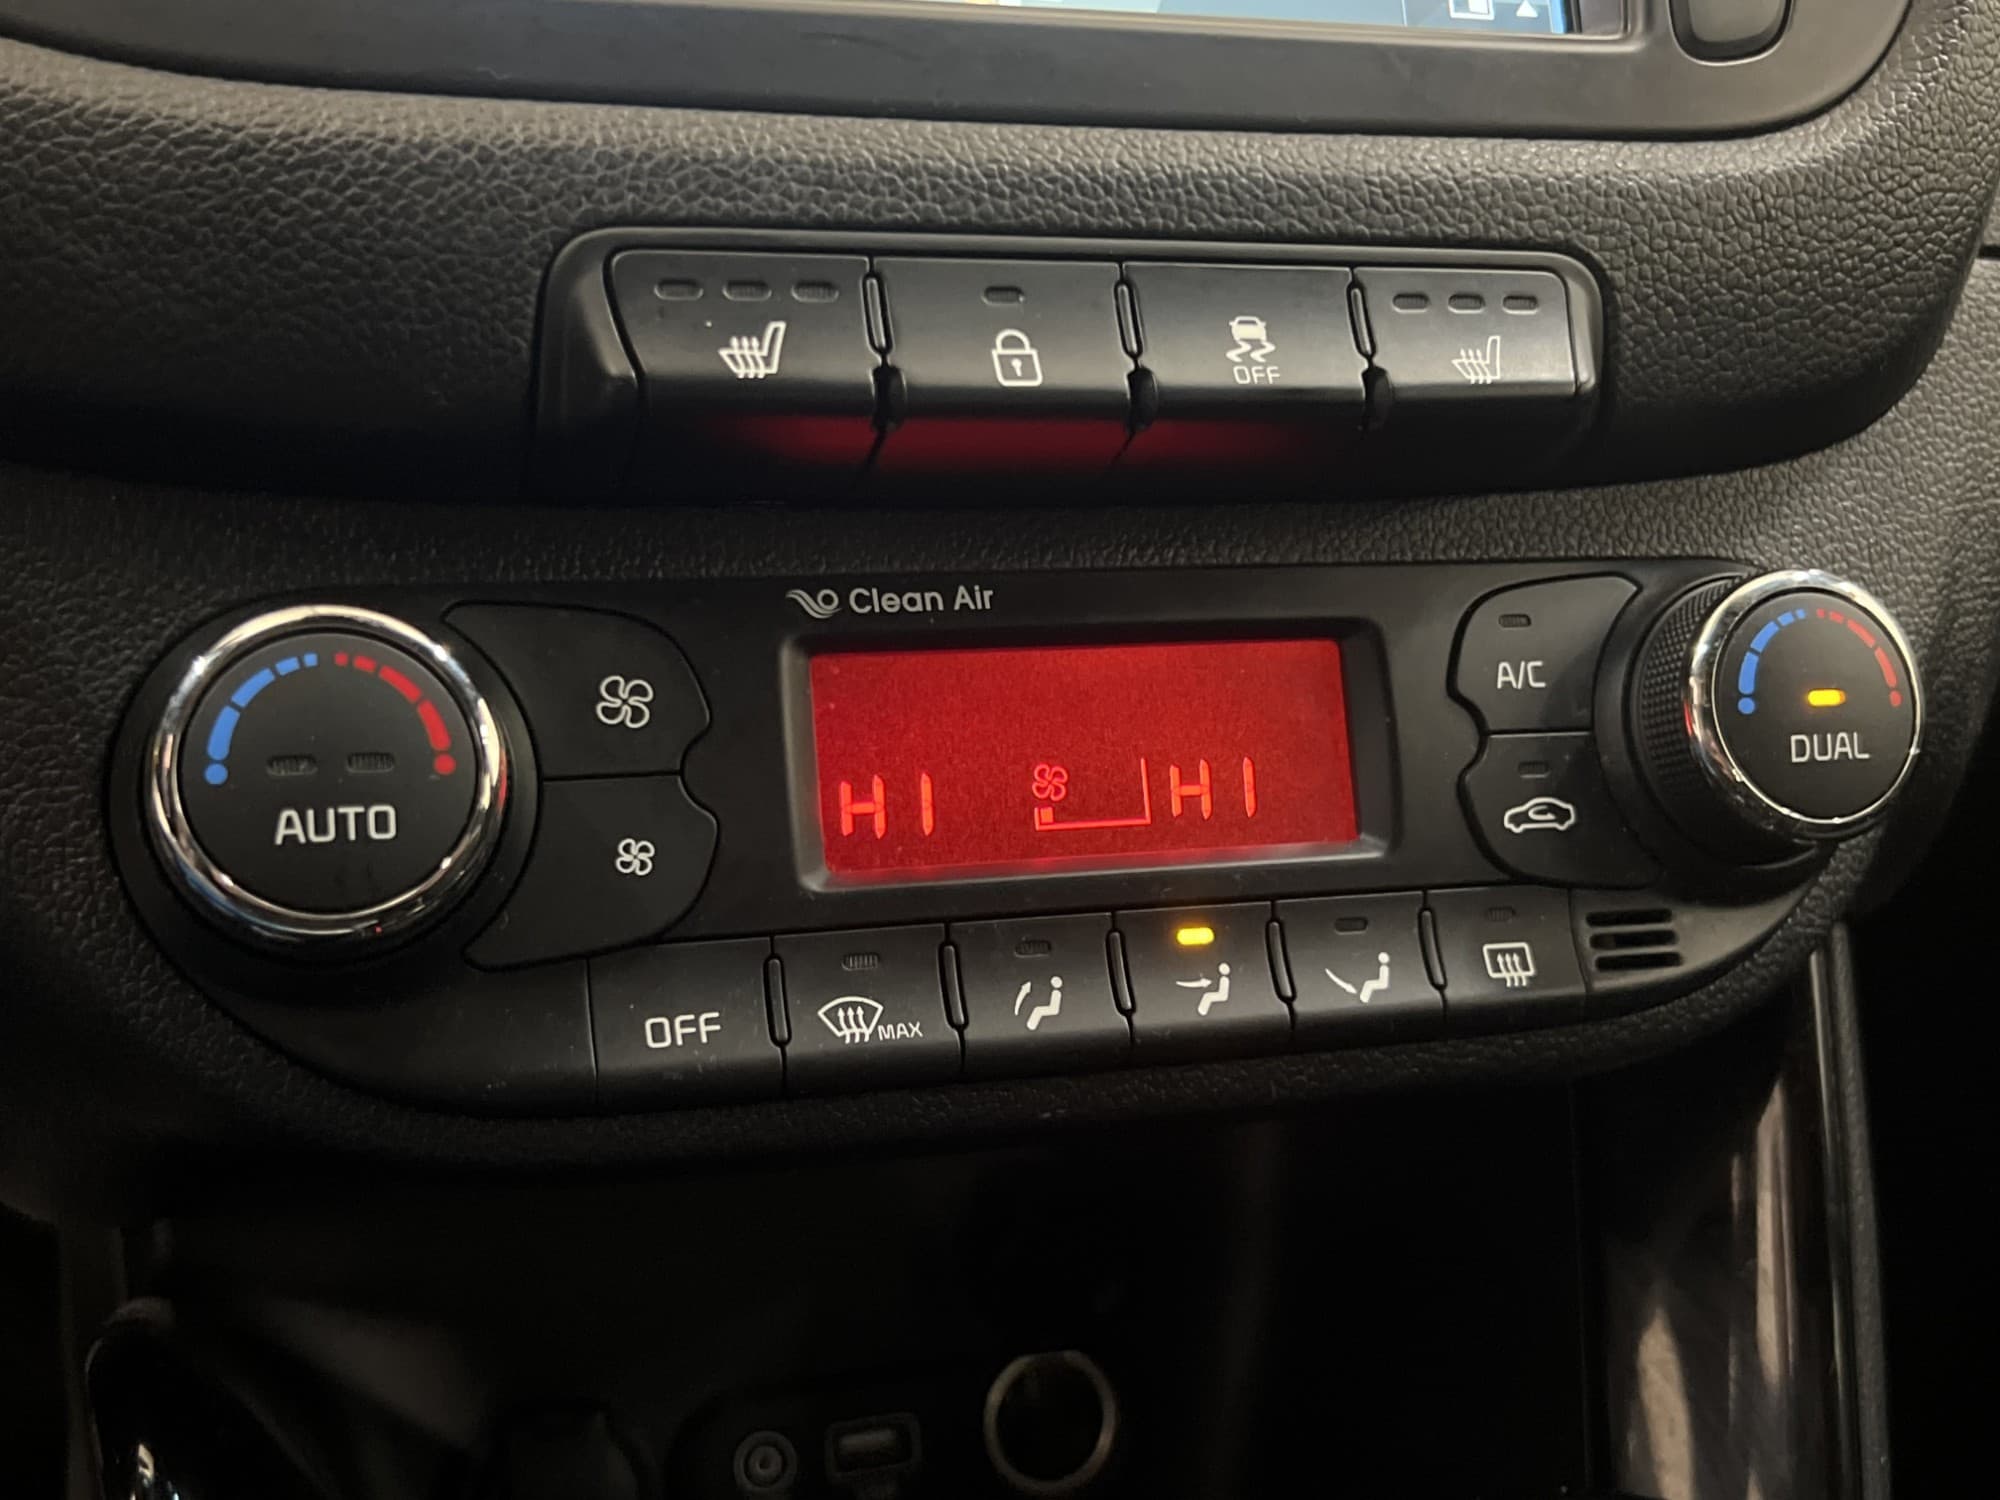 OFF
Clean Air
A/C
DUAL
HI HI
AUTO
OFF
MAX